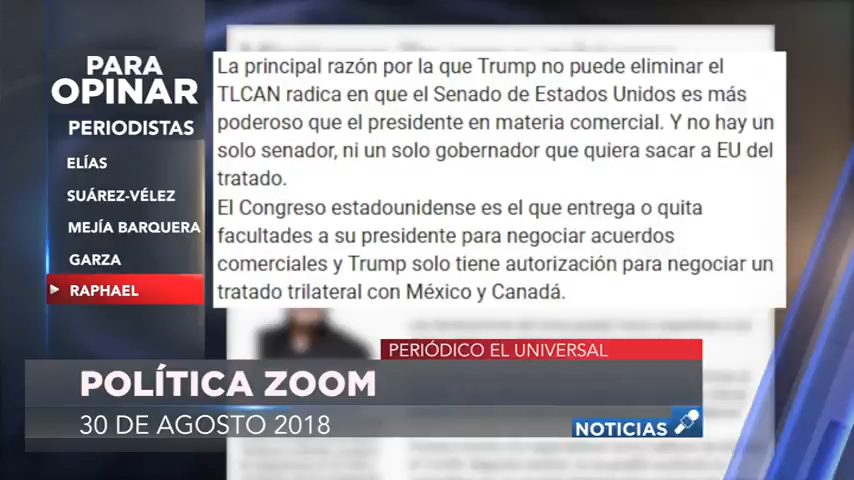 PARA
OPINAR
PERIODISTAS
ELÍAS
SUÁREZ-VÉLEZ
MEJÍA BARQUERA
GARZA
RAPHAEL
La principal razón por la que Trump no puede eliminar el
TLCAN radica en que el Senado de Estados Unidos es más
poderoso que el presidente en materia comercial. Y no hay un
solo senador, ni un solo gobernador que quiera sacar a EU del
tratado.
El Congreso estadounidense es el que entrega o quita
facultades a su presidente para negociar acuerdos
comerciales y Trump solo tiene autorización para negociar un
tratado trilateral con México y Canadá.
PERIÓDICO EL UNIVERSAL
POLÍTICA ZOOM
30 DE AGOSTO 2018
NOTICIAS